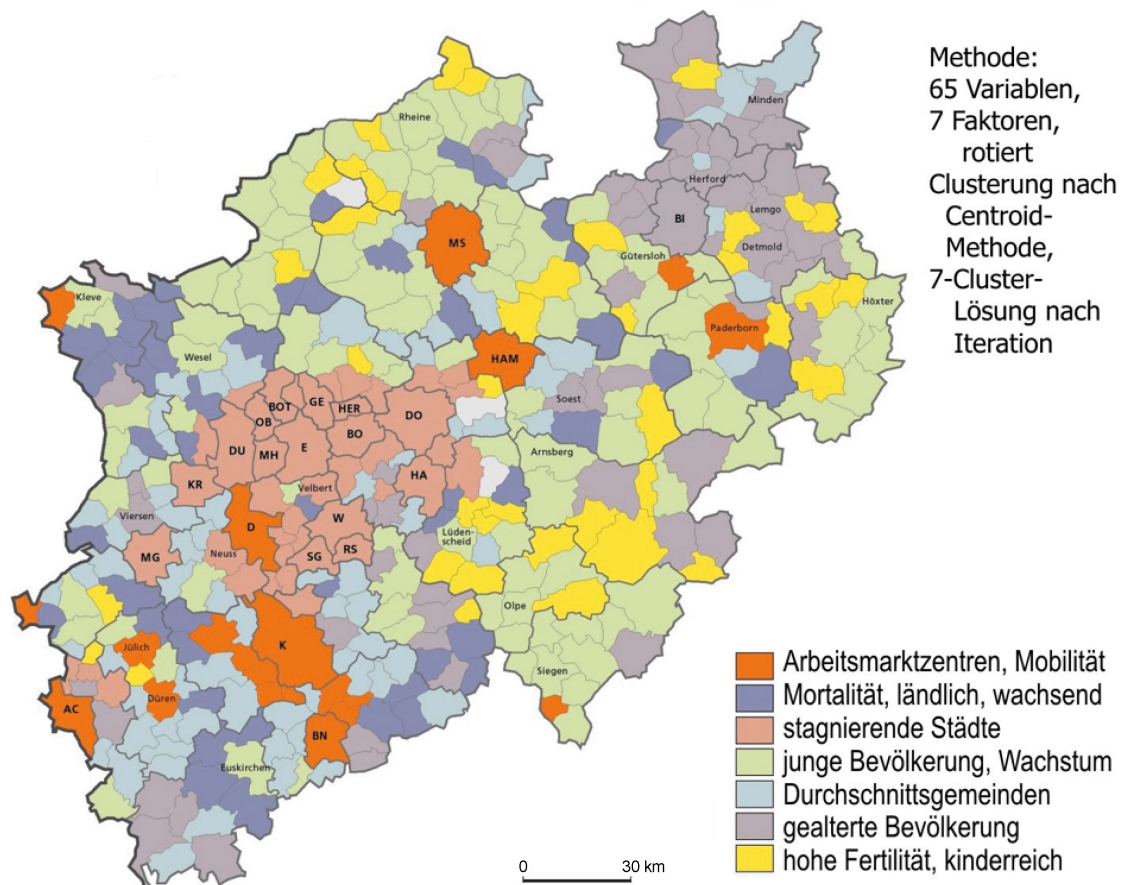 Methode:
65 Variablen,
7 Faktoren,
rotiert
Clusterung nach
Centroid-
Methode,
7-Cluster-
Lösung nach
Iteration
Rheine
Minden
Herford
BI
Lemgo
Detmold
MS
Gütersloh
Kleve
Höxter
Paderborn
Wesel
HAM
Soest
BOT
GE
HER
DO
OB
BO
DU
MH
E
Arnsberg
HA
KR
Velbert
Viersen
D
W
Lüden-
scheid
MG
Neuss
SG
RS
Olpe
K
Jülich
Siegen
Düren
AC
BN
Euskirchen
Arbeitsmarktzentren, Mobilität
Mortalität, ländlich, wachsend
stagnierende Städte
junge Bevölkerung, Wachstum
Durchschnittsgemeinden
gealterte Bevölkerung
hohe Fertilität, kinderreich
0 30 km